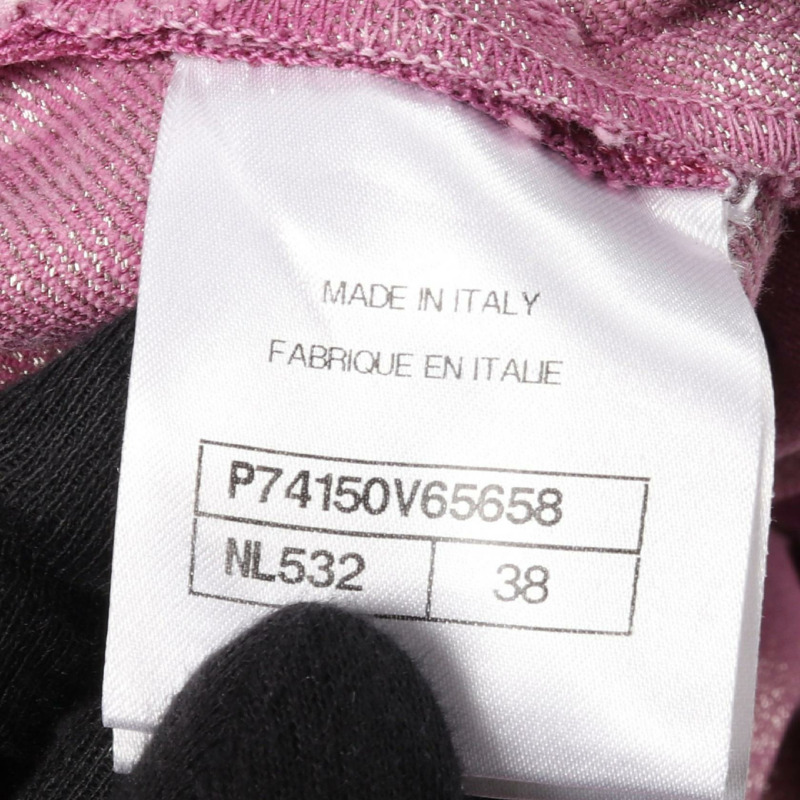 MADE IN ITALY
FABRIQUE EN ITALIE
P74150V65658
NL532 38